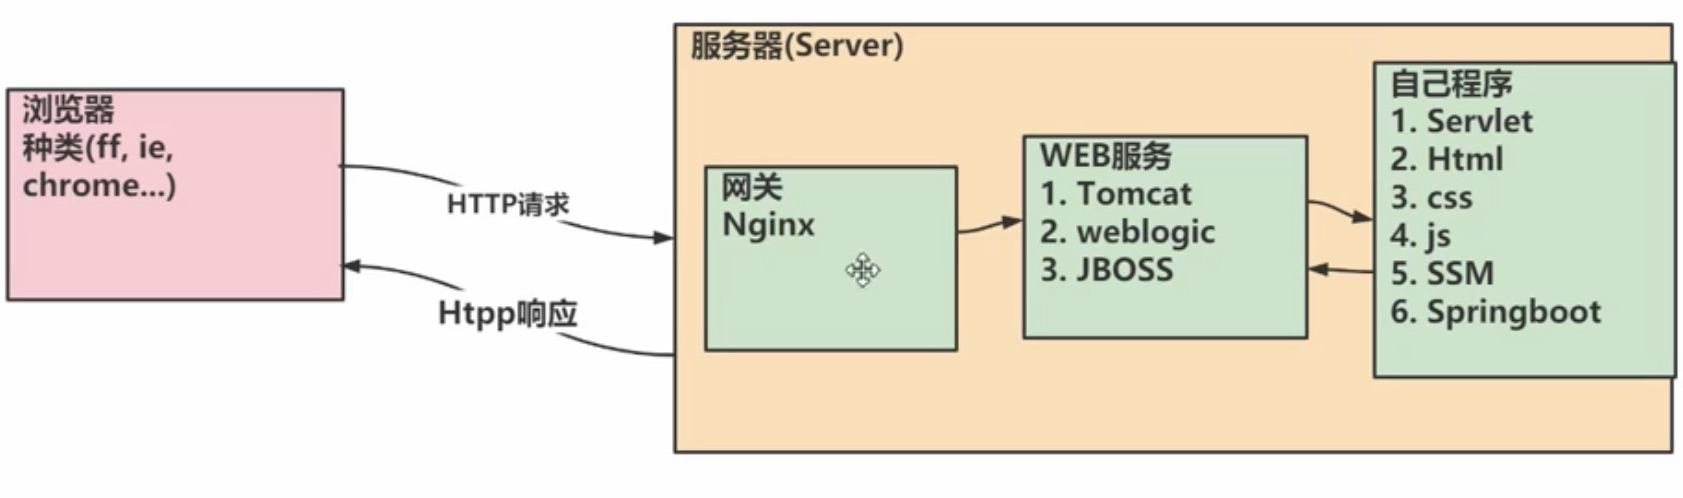 浏览器
种类(ff, ie,
chrome...)
HTTP请求
Htpp响应
服务器(Server)
网关
Nginx
WEB服务
1. Tomcat
2. weblogic
3. JBOSS
自己程序
1. Servlet
2. Html
3. css
4. js
5. SSM
6. Springboot